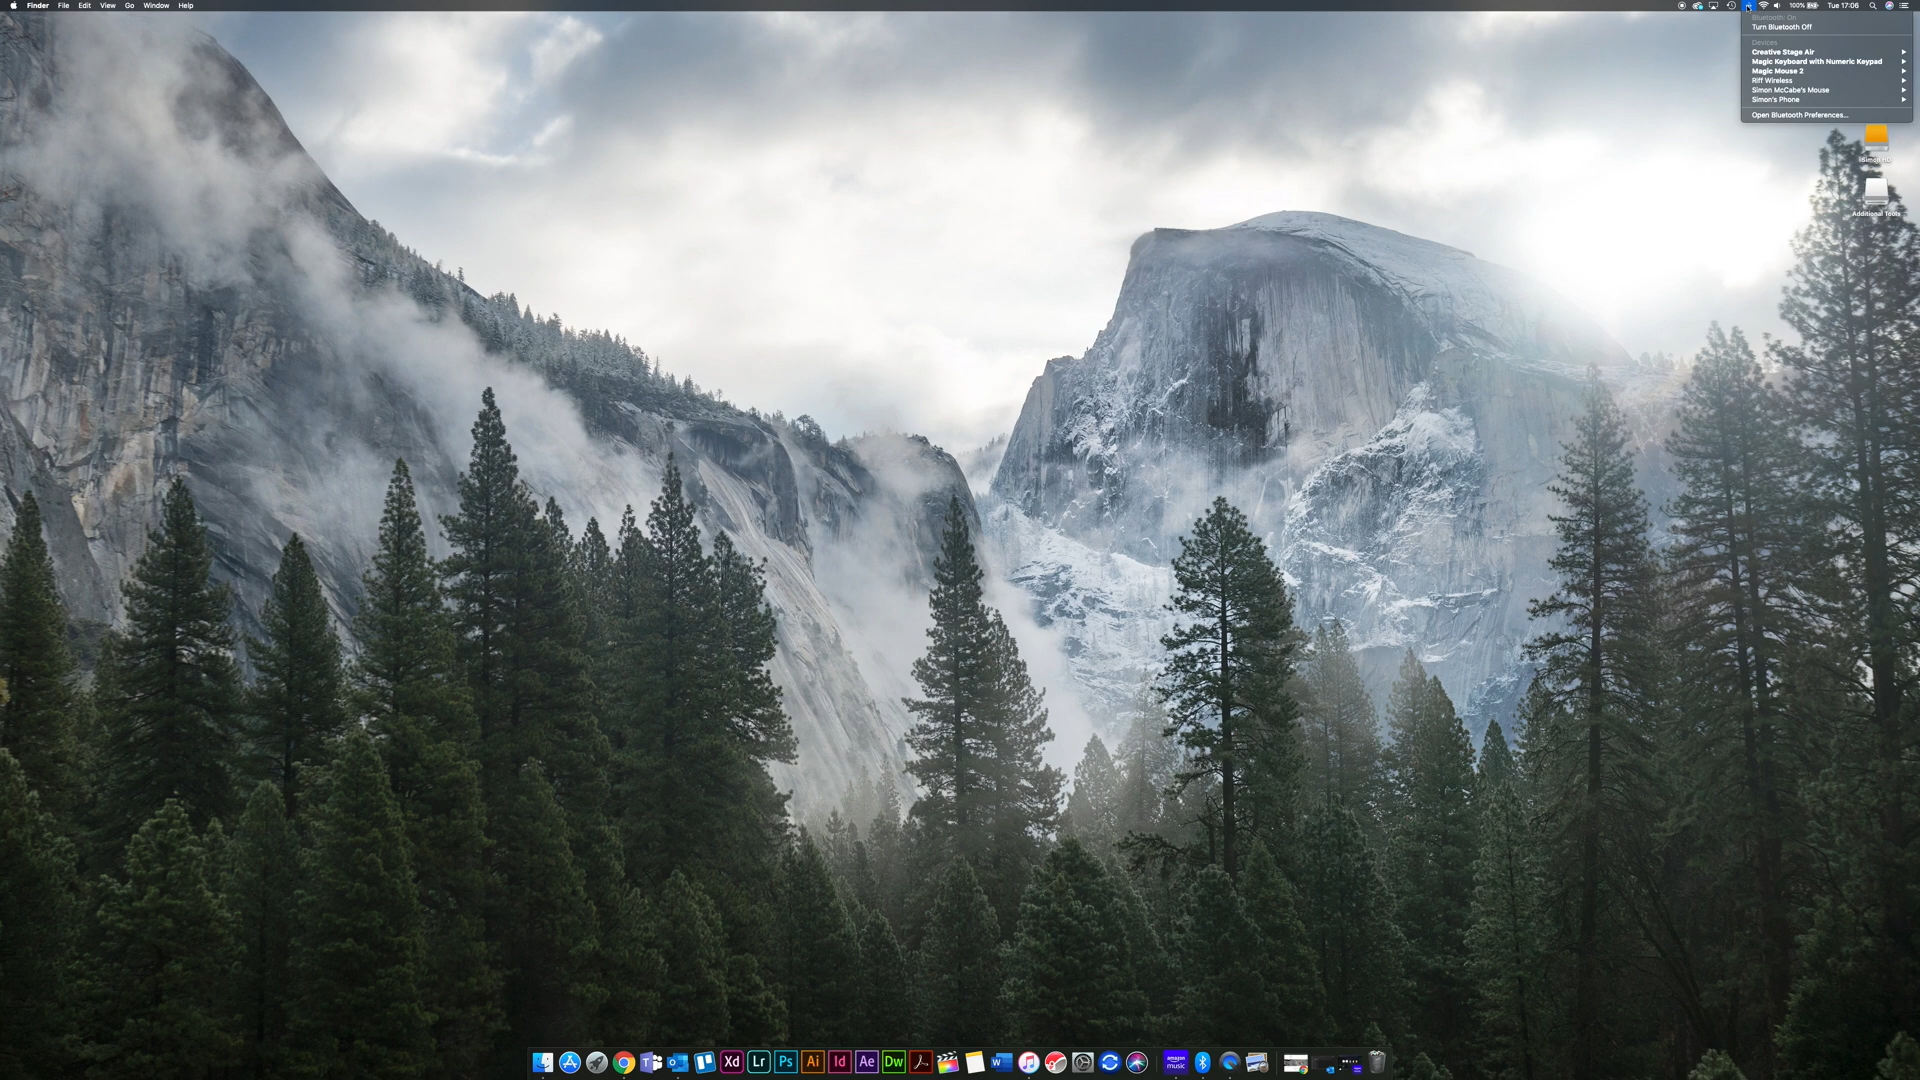 Finder File Edit View Go Window Help
100% Tue 17:06
Bluetooth: On
Turn Bluetooth Off
Devices
Creative Stage Air
Magic Keyboard with Numeric Keypad
Magic Mouse 2
Riff Wireless
Simon McCabe's Mouse
Simon's Phone
Open Bluetooth Preferences...
Additional Tools
Xd Lr Ps Ai Id Ae Dw W amazon music